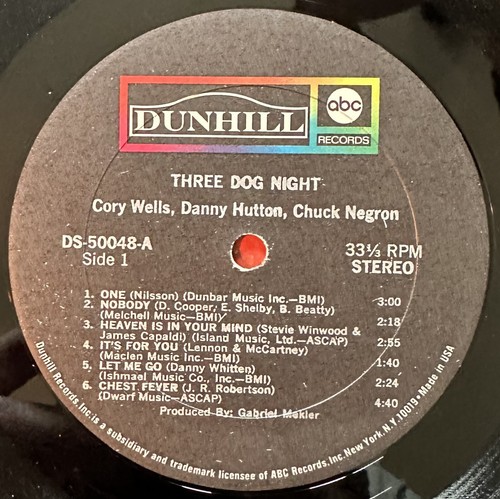 DUNHILL
abc
RECORDS
THREE DOG NIGHT
Cory Wells, Danny Hutton, Chuck Negron
DS-50048-A
Side 1
33⅓ RPM
STEREO
1. ONE (Nilsson) (Dunbar Music Inc.—BMI) 3:00
2. NOBODY (D. Cooper, E. Shelby, B. Beatty)
(Melchell Music—BMI) 2:18
3. HEAVEN IS IN YOUR MIND (Stevie Winwood &
James Capaldi) (Island Music, Ltd.—ASCAP) 2:55
4. IT'S FOR YOU (Lennon & McCartney)
(Maclen Music Inc.—BMI) 1:40
5. LET ME GO (Danny Whitten)
(Ishmael Music Co., Inc.—BMI) 2:24
6. CHEST FEVER (J. R. Robertson)
(Dwarf Music—ASCAP) 4:40
Produced By: Gabriel Mekler
Dunhill Records, Inc. is a subsidiary and trademark licensee of ABC Records, Inc. New York, N.Y. 10019 • Made in USA